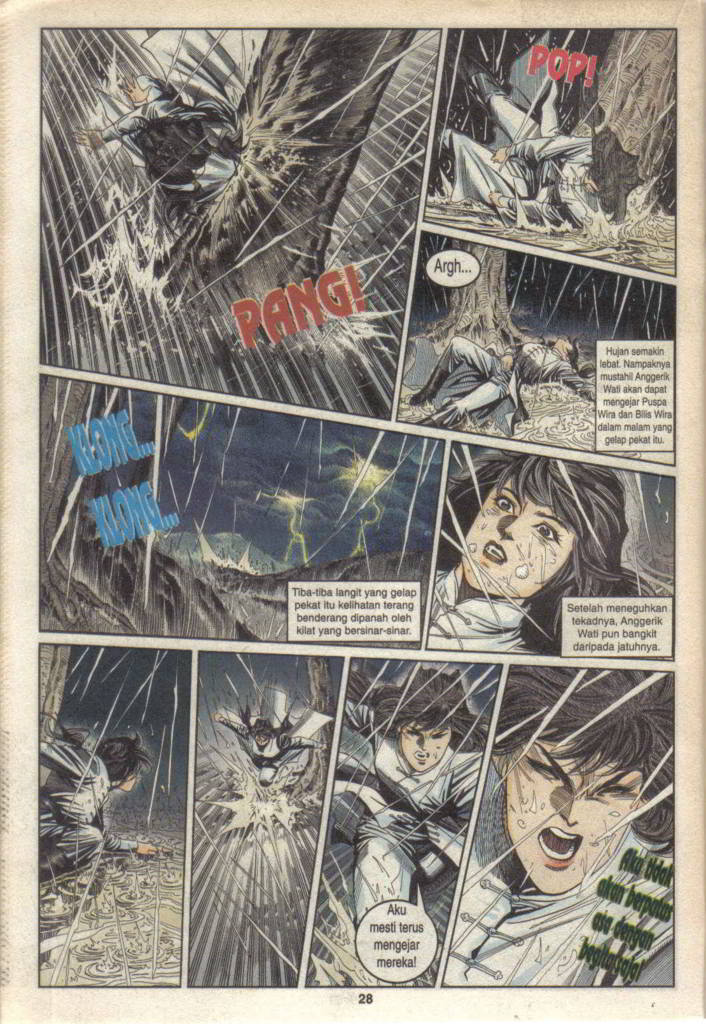 PANG!
POP!
Argh...
Hujan semakin
lebat. Nampaknya
mustahil Anggerik
Wati akan dapat
mengejar Puspa
Wira dan Bilis Wira
dalam malam yang
gelap pekat itu.
KLONG...
KLONG...
Tiba-tiba langit yang gelap
pekat itu kelihatan terang
benderang dipanah oleh
kilat yang bersinar-sinar.
Setelah meneguhkan
tekadnya, Anggerik
Wati pun bangkit
daripada jatuhnya.
Aku
mesti terus
mengejar
mereka!
Aku tidak
akan berputus
asa dengan
begitu saja!
28